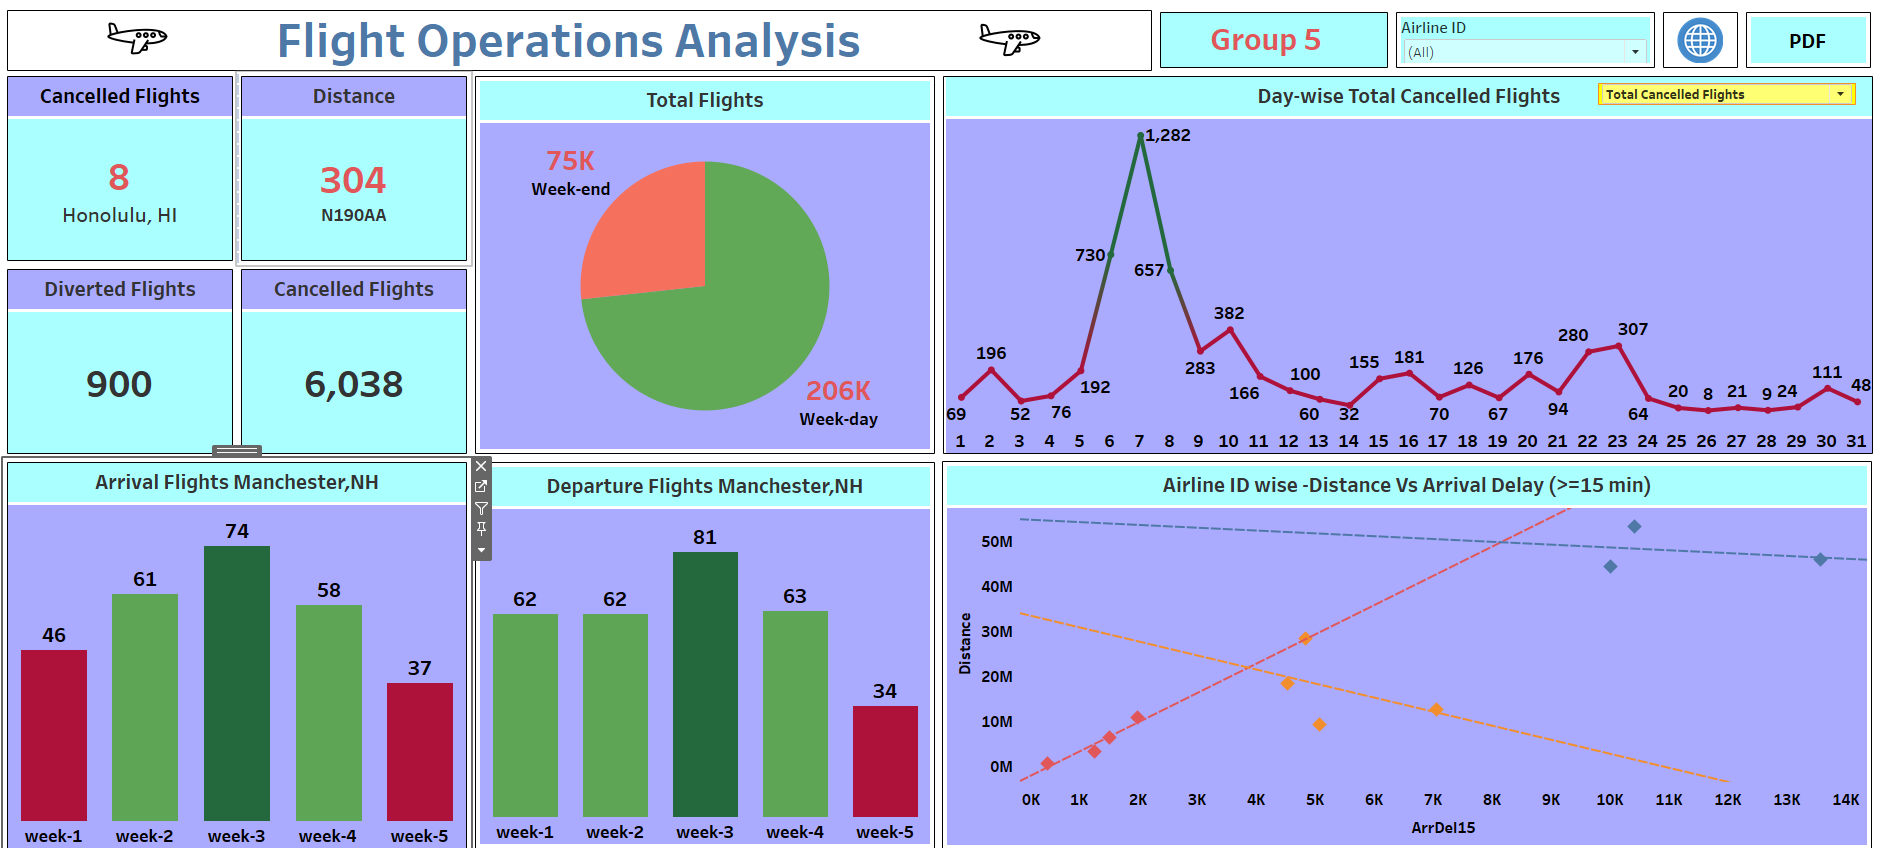 Flight Operations Analysis
Group 5
Airline ID
(All)
PDF
Cancelled Flights
8
Honolulu, HI
Distance
304
N190AA
Diverted Flights
900
Cancelled Flights
6,038
Total Flights
75K
Week-end
206K
Week-day
Day-wise Total Cancelled Flights
Total Cancelled Flights
69
196
52
76
192
730
1,282
657
283
382
166
100
60
32
155
181
70
126
67
176
94
280
307
64
20
8
21
9
24
111
48
1 2 3 4 5 6 7 8 9 10 11 12 13 14 15 16 17 18 19 20 21 22 23 24 25 26 27 28 29 30 31
Arrival Flights Manchester,NH
46
61
74
58
37
week-1 week-2 week-3 week-4 week-5
Departure Flights Manchester,NH
62
62
81
63
34
week-1 week-2 week-3 week-4 week-5
Airline ID wise -Distance Vs Arrival Delay (>=15 min)
Distance
50M
40M
30M
20M
10M
0M
0K 1K 2K 3K 4K 5K 6K 7K 8K 9K 10K 11K 12K 13K 14K
ArrDel15